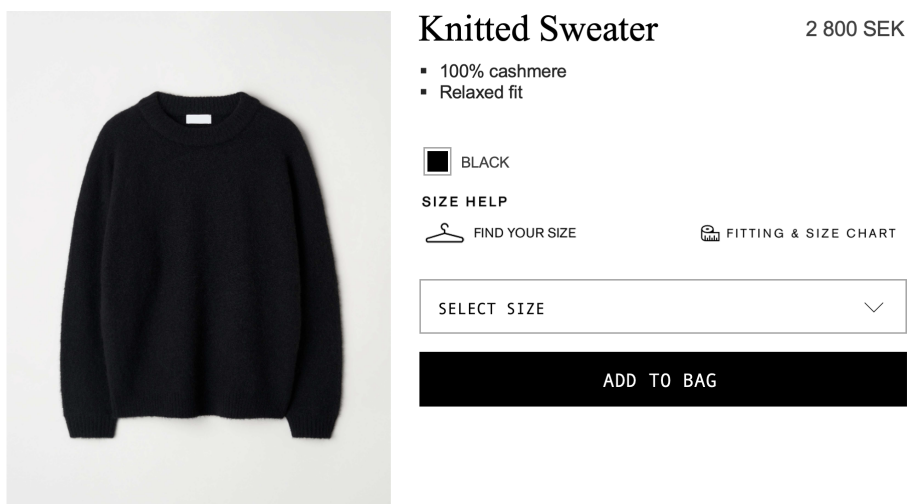 Knitted Sweater
2 800 SEK
▪ 100% cashmere
▪ Relaxed fit
BLACK
SIZE HELP
FIND YOUR SIZE
FITTING & SIZE CHART
SELECT SIZE
ADD TO BAG